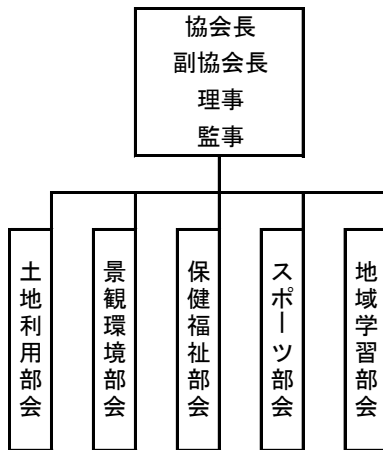 協会長
副協会長
理事
監事
土地利用部会
景観環境部会
保健福祉部会
スポーツ部会
地域学習部会